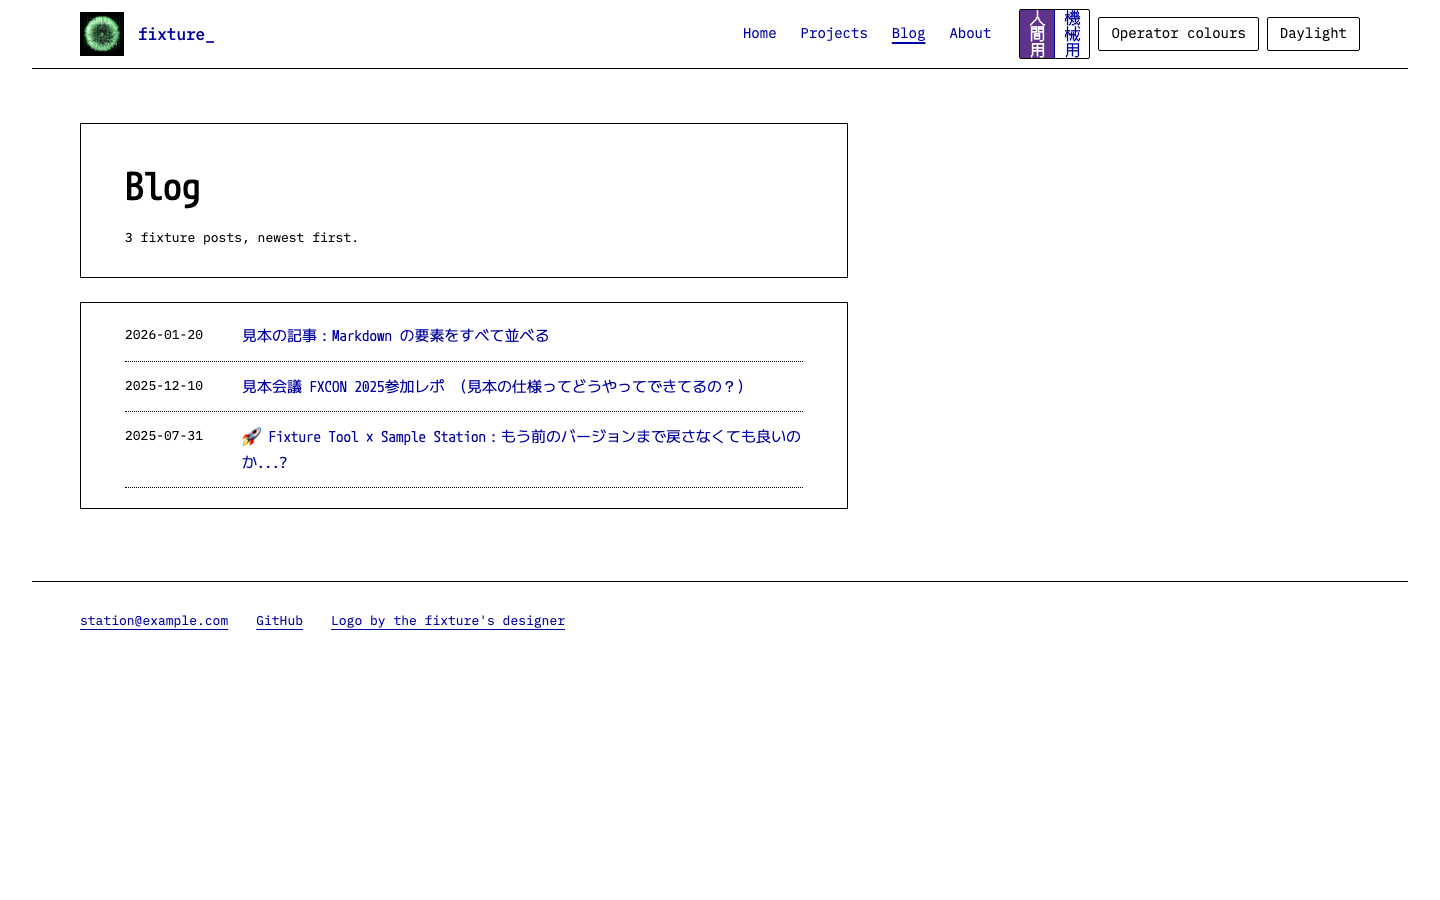 fixture_
Home Projects Blog About 人間用 機械用 Operator colours Daylight
Blog
3 fixture posts, newest first.
2026-01-20 見本の記事：Markdown の要素をすべて並べる
2025-12-10 見本会議 FXCON 2025参加レポ （見本の仕様ってどうやってできてるの？）
2025-07-31 🚀 Fixture Tool x Sample Station：もう前のバージョンまで戻さなくても良いの
か...?
station@example.com GitHub Logo by the fixture's designer